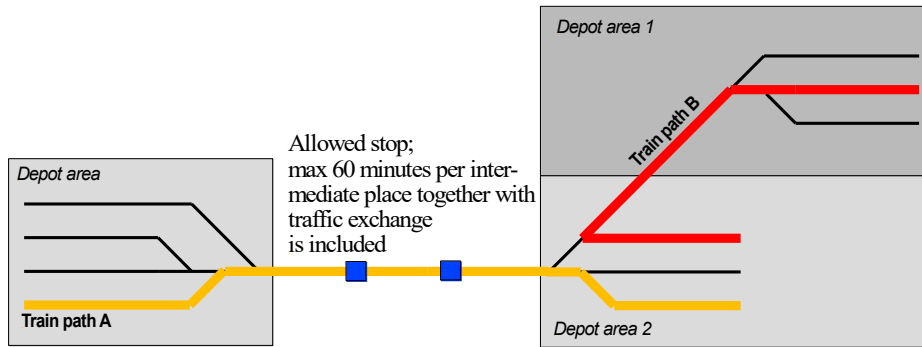 Depot area 1
Train path B
Allowed stop;
max 60 minutes per inter-
mediate place together with
traffic exchange
is included
Depot area
Train path A
Depot area 2